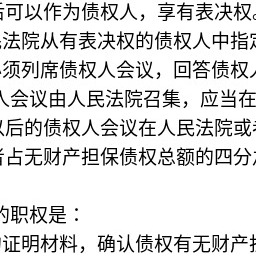 后可以作为债权人，享有表决权。
民法院从有表决权的债权人中指定
必须列席债权人会议，回答债权人
人会议由人民法院召集，应当在
以后的债权人会议在人民法院或者
者占无财产担保债权总额的四分之
的职权是：
证明材料，确认债权有无财产担